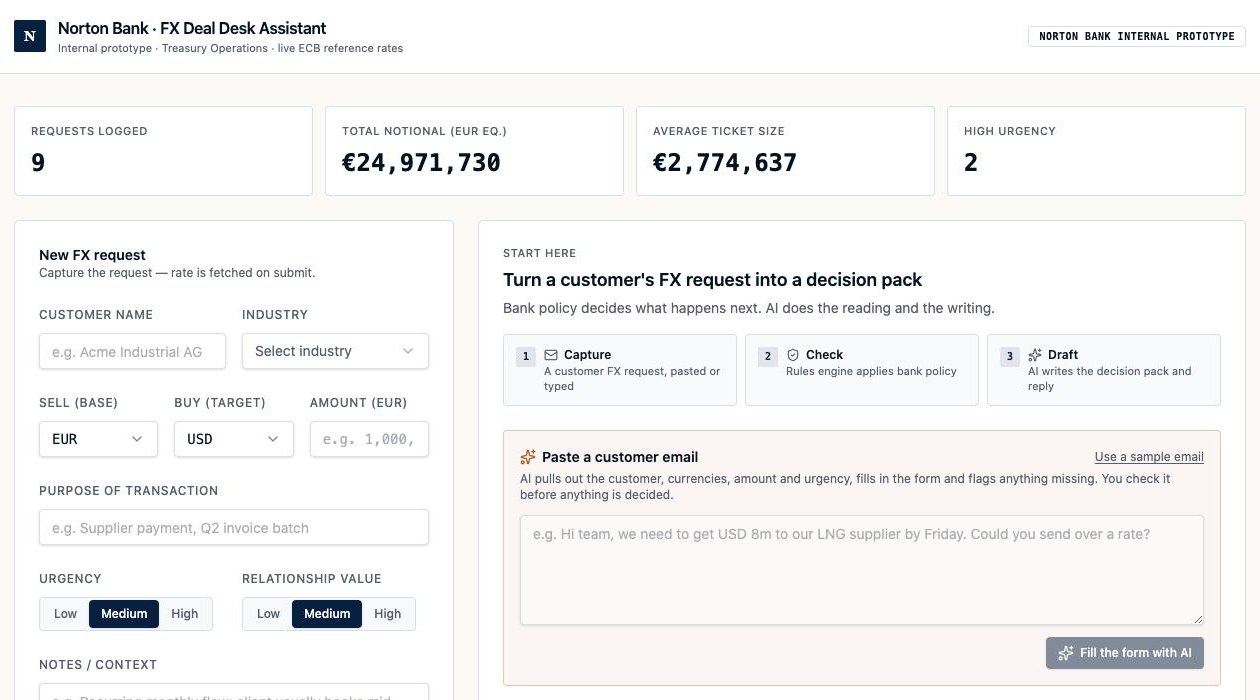 N
Norton Bank · FX Deal Desk Assistant
Internal prototype · Treasury Operations · live ECB reference rates
NORTON BANK INTERNAL PROTOTYPE
REQUESTS LOGGED
9
TOTAL NOTIONAL (EUR EQ.)
€24,971,730
AVERAGE TICKET SIZE
€2,774,637
HIGH URGENCY
2
New FX request
Capture the request — rate is fetched on submit.
CUSTOMER NAME
e.g. Acme Industrial AG
INDUSTRY
Select industry
SELL (BASE)
EUR
BUY (TARGET)
USD
AMOUNT (EUR)
e.g. 1,000,
PURPOSE OF TRANSACTION
e.g. Supplier payment, Q2 invoice batch
URGENCY
Low Medium High
RELATIONSHIP VALUE
Low Medium High
NOTES / CONTEXT
START HERE
Turn a customer's FX request into a decision pack
Bank policy decides what happens next. AI does the reading and the writing.
1 Capture
A customer FX request, pasted or
typed
2 Check
Rules engine applies bank policy
3 Draft
AI writes the decision pack and
reply
Paste a customer email
Use a sample email
AI pulls out the customer, currencies, amount and urgency, fills in the form and flags anything missing. You check it
before anything is decided.
e.g. Hi team, we need to get USD 8m to our LNG supplier by Friday. Could you send over a rate?
Fill the form with AI